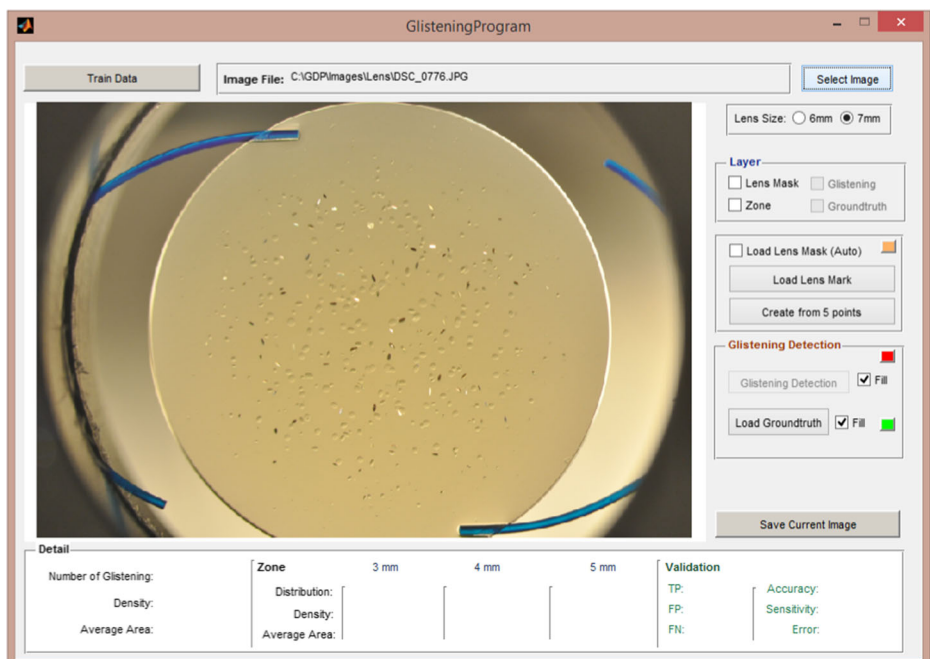 GlisteningProgram
Train Data
Image File: C:\GDP\Images\Lens\DSC_0776.JPG
Select Image
Lens Size: 6mm 7mm
Layer
Lens Mask Glistening
Zone Groundtruth
Load Lens Mask (Auto)
Load Lens Mark
Create from 5 points
Glistening Detection
Glistening Detection Fill
Load Groundtruth Fill
Save Current Image
Detail
Number of Glistening:
Density:
Average Area:
Zone 3 mm 4 mm 5 mm
Distribution:
Density:
Average Area:
Validation
TP: Accuracy:
FP: Sensitivity:
FN: Error: